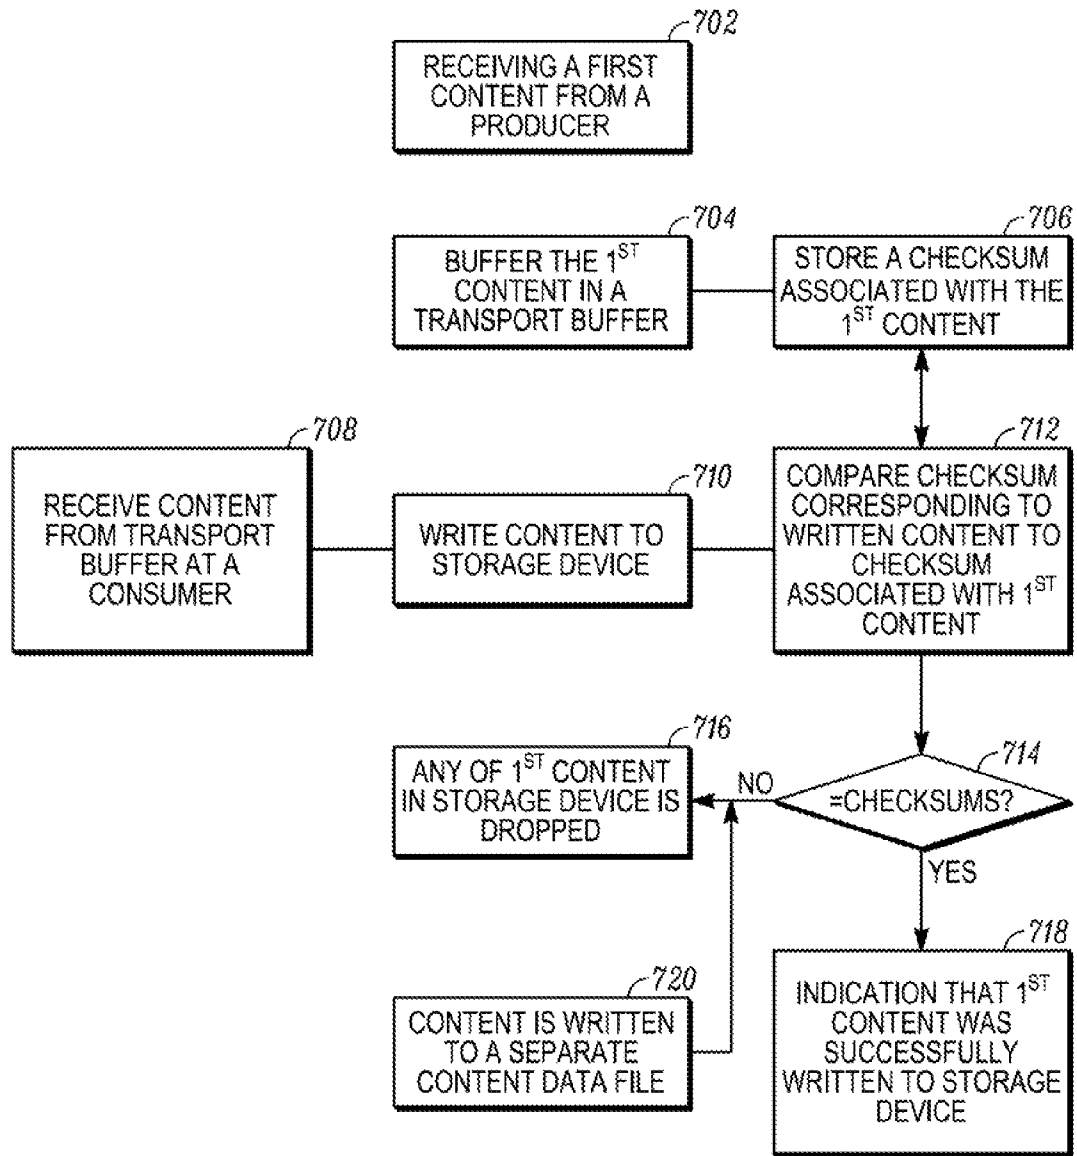 702
RECEIVING A FIRST
CONTENT FROM A
PRODUCER
704
BUFFER THE 1ST
CONTENT IN A
TRANSPORT BUFFER
706
STORE A CHECKSUM
ASSOCIATED WITH THE
1ST CONTENT
708
RECEIVE CONTENT
FROM TRANSPORT
BUFFER AT A
CONSUMER
710
WRITE CONTENT TO
STORAGE DEVICE
712
COMPARE CHECKSUM
CORRESPONDING TO
WRITTEN CONTENT TO
CHECKSUM
ASSOCIATED WITH 1ST
CONTENT
714
=CHECKSUMS?
NO
YES
716
ANY OF 1ST CONTENT
IN STORAGE DEVICE IS
DROPPED
718
INDICATION THAT 1ST
CONTENT WAS
SUCCESSFULLY
WRITTEN TO STORAGE
DEVICE
720
CONTENT IS WRITTEN
TO A SEPARATE
CONTENT DATA FILE